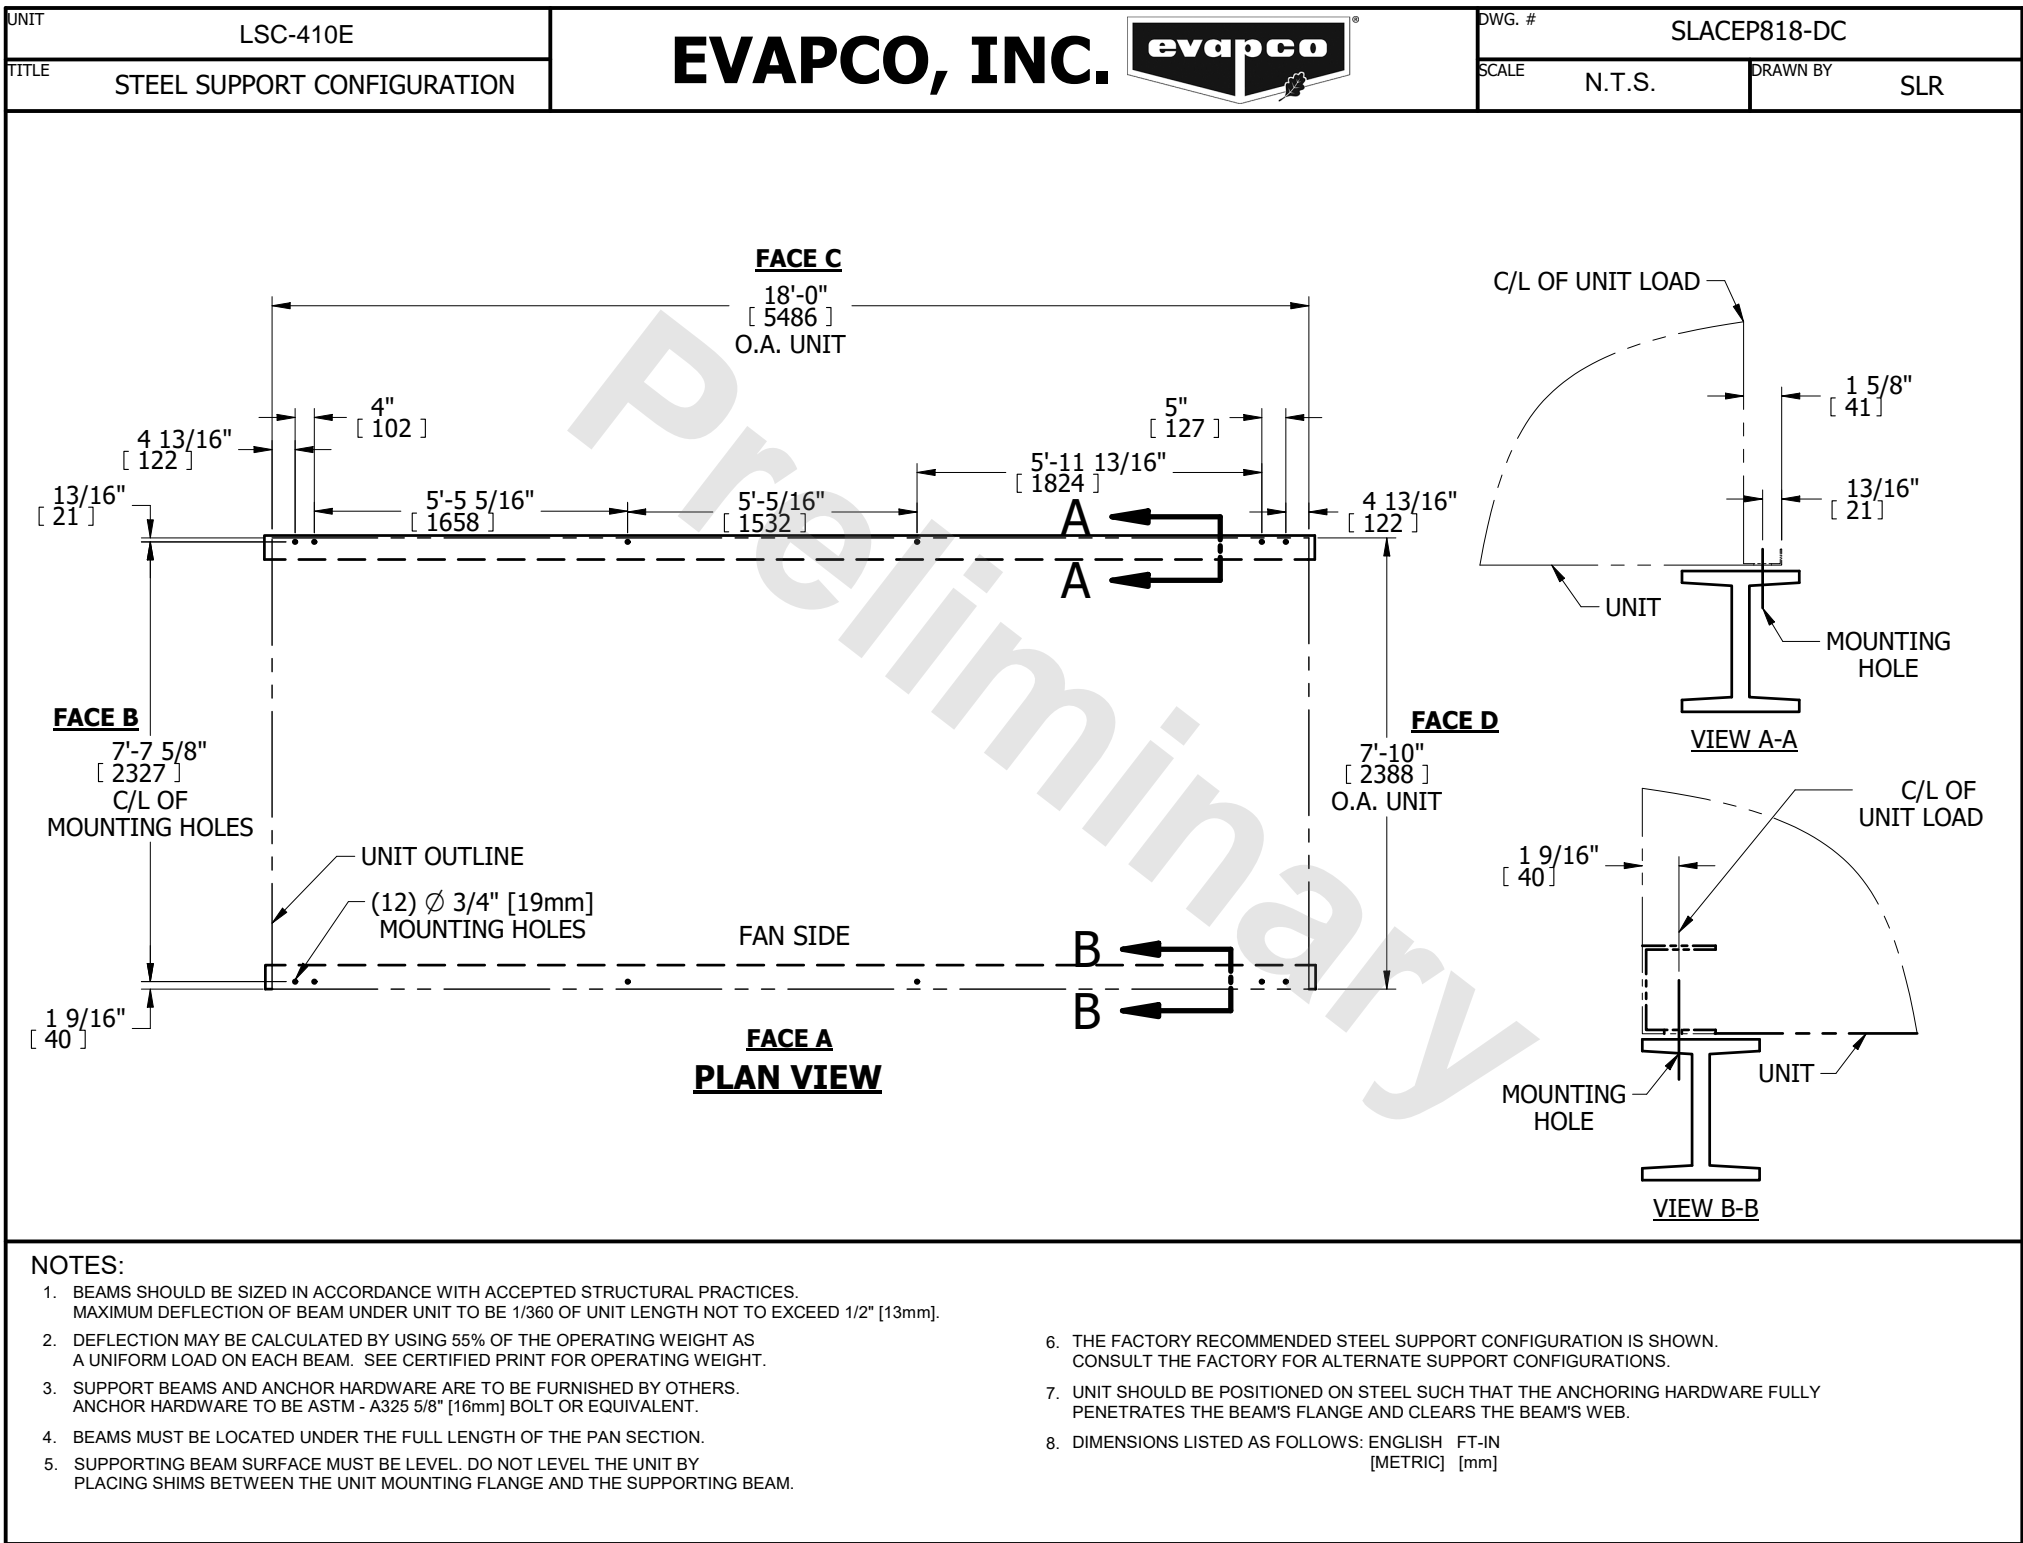 UNIT
LSC-410E
TITLE
STEEL SUPPORT CONFIGURATION
EVAPCO, INC.
evapco
®
DWG. #
SLACEP818-DC
SCALE
N.T.S.
DRAWN BY
SLR
FACE C
18'-0"
[ 5486 ]
O.A. UNIT
4"
[ 102 ]
5"
[ 127 ]
4 13/16"
[ 122 ]
5'-11 13/16"
[ 1824 ]
13/16"
[ 21 ]
5'-5 5/16"
[ 1658 ]
5'-5/16"
[ 1532 ]
4 13/16"
[ 122 ]
A
A
FACE B
7'-7 5/8"
[ 2327 ]
C/L OF
MOUNTING HOLES
FACE D
7'-10"
[ 2388 ]
O.A. UNIT
UNIT OUTLINE
(12) ∅ 3/4" [19mm]
MOUNTING HOLES
FAN SIDE
B
B
1 9/16"
[ 40 ]
FACE A
PLAN VIEW
Preliminary
C/L OF UNIT LOAD
1 5/8"
[ 41 ]
13/16"
[ 21 ]
UNIT
MOUNTING
HOLE
VIEW A-A
C/L OF
UNIT LOAD
1 9/16"
[ 40 ]
UNIT
MOUNTING
HOLE
VIEW B-B
NOTES:
1. BEAMS SHOULD BE SIZED IN ACCORDANCE WITH ACCEPTED STRUCTURAL PRACTICES.
MAXIMUM DEFLECTION OF BEAM UNDER UNIT TO BE 1/360 OF UNIT LENGTH NOT TO EXCEED 1/2" [13mm].
2. DEFLECTION MAY BE CALCULATED BY USING 55% OF THE OPERATING WEIGHT AS
A UNIFORM LOAD ON EACH BEAM. SEE CERTIFIED PRINT FOR OPERATING WEIGHT.
3. SUPPORT BEAMS AND ANCHOR HARDWARE ARE TO BE FURNISHED BY OTHERS.
ANCHOR HARDWARE TO BE ASTM - A325 5/8" [16mm] BOLT OR EQUIVALENT.
4. BEAMS MUST BE LOCATED UNDER THE FULL LENGTH OF THE PAN SECTION.
5. SUPPORTING BEAM SURFACE MUST BE LEVEL. DO NOT LEVEL THE UNIT BY
PLACING SHIMS BETWEEN THE UNIT MOUNTING FLANGE AND THE SUPPORTING BEAM.
6. THE FACTORY RECOMMENDED STEEL SUPPORT CONFIGURATION IS SHOWN.
CONSULT THE FACTORY FOR ALTERNATE SUPPORT CONFIGURATIONS.
7. UNIT SHOULD BE POSITIONED ON STEEL SUCH THAT THE ANCHORING HARDWARE FULLY
PENETRATES THE BEAM'S FLANGE AND CLEARS THE BEAM'S WEB.
8. DIMENSIONS LISTED AS FOLLOWS: ENGLISH FT-IN
[METRIC] [mm]